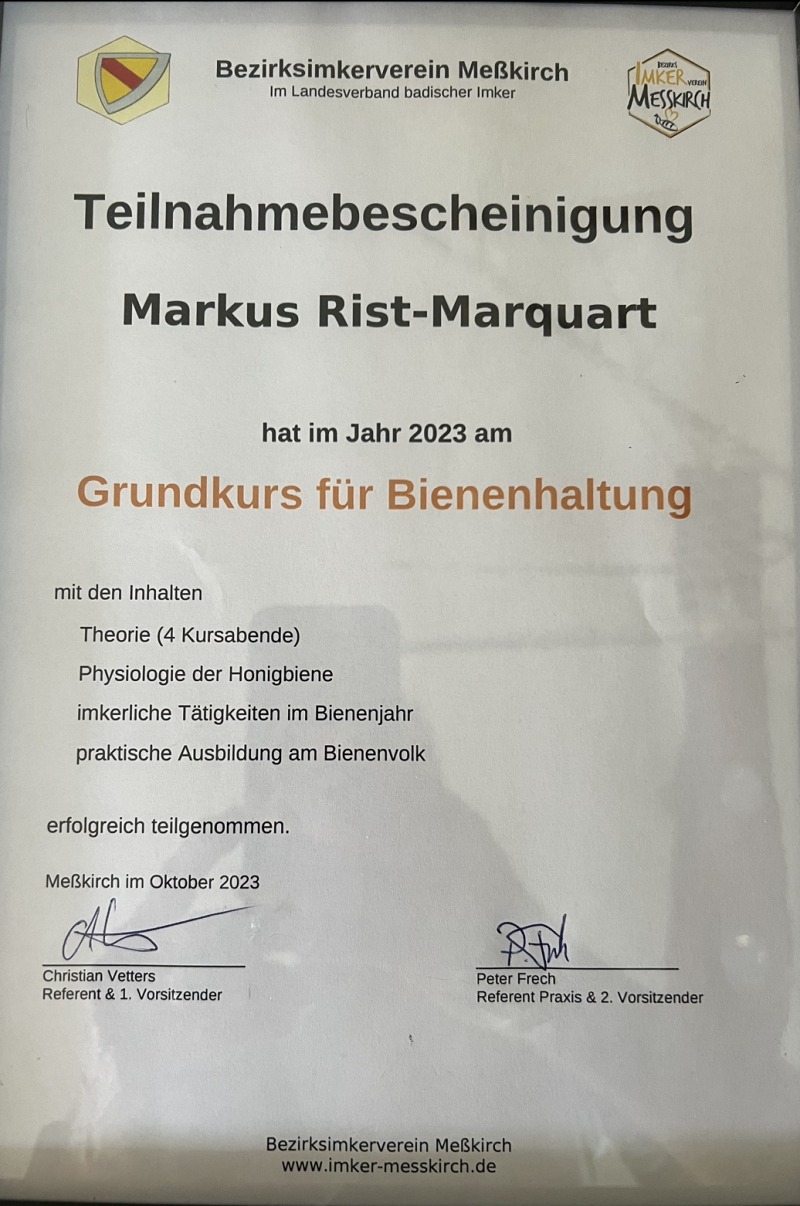 Bezirksimkerverein Meßkirch
Im Landesverband badischer Imker
BEZIRKS
IMKER VEREIN
MESSKIRCH
Teilnahmebescheinigung
Markus Rist-Marquart
hat im Jahr 2023 am
Grundkurs für Bienenhaltung
mit den Inhalten
Theorie (4 Kursabende)
Physiologie der Honigbiene
imkerliche Tätigkeiten im Bienenjahr
praktische Ausbildung am Bienenvolk
erfolgreich teilgenommen.
Meßkirch im Oktober 2023
Christian Vetters
Referent & 1. Vorsitzender
Peter Frech
Referent Praxis & 2. Vorsitzender
Bezirksimkerverein Meßkirch
www.imker-messkirch.de